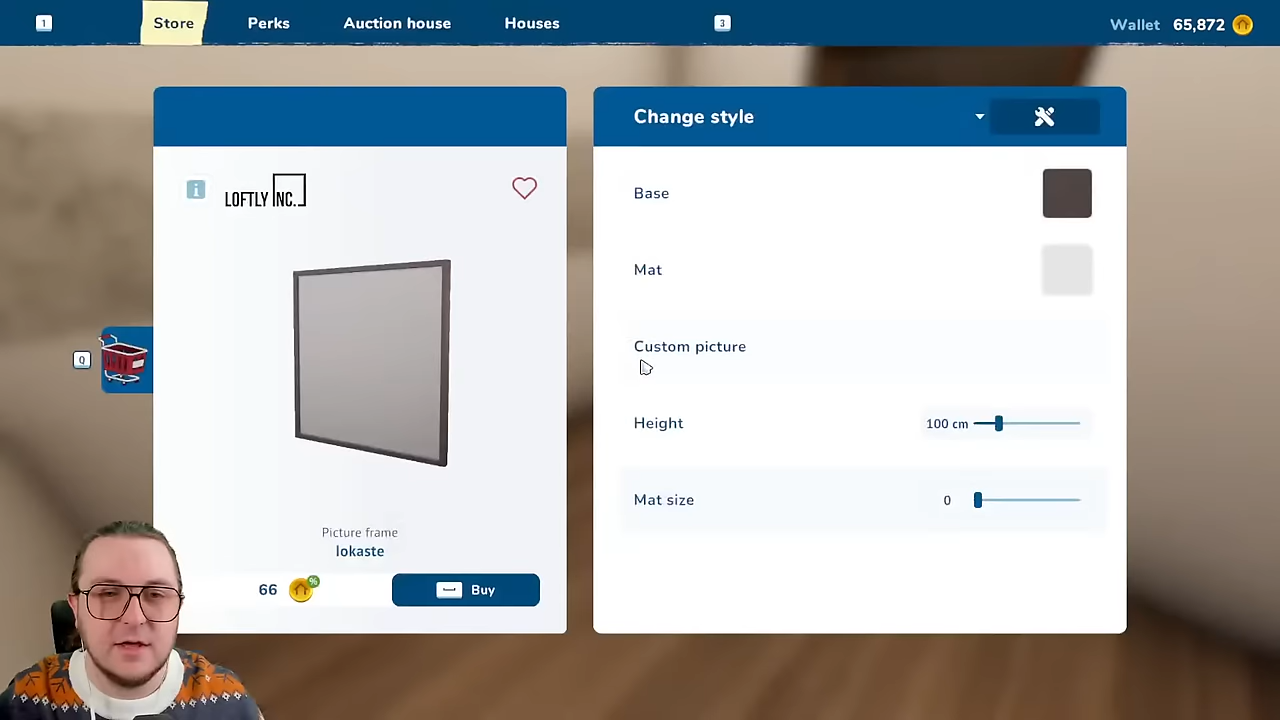 1
Store
Perks
Auction house
Houses
3
Wallet 65,872
LOFTLY INC.
Q
Picture frame
lokaste
66
%
Buy
Change style
Base
Mat
Custom picture
Height 100 cm
Mat size 0